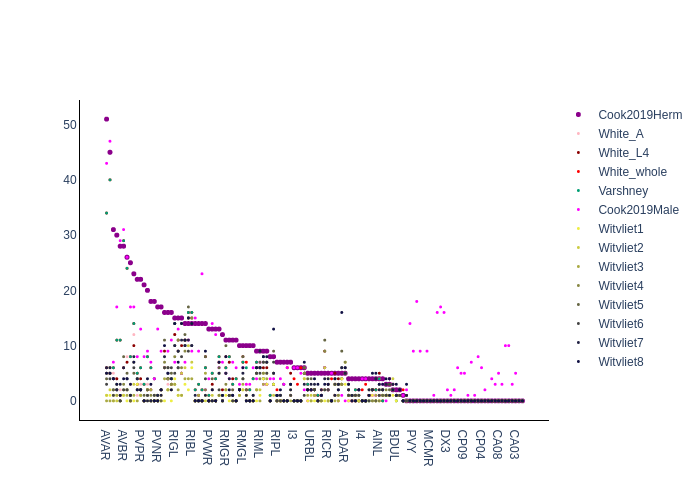 50
40
30
20
10
0
AVAR
AVBR
PVPR
PVNR
RIGL
RIBL
PVWR
RMGR
RMGL
RIML
RIPL
I3
URBL
RICR
ADAR
I4
AINL
BDUL
PVY
MCMR
DX3
CP09
CP04
CA08
CA03
Cook2019Herm
White_A
White_L4
White_whole
Varshney
Cook2019Male
Witvliet1
Witvliet2
Witvliet3
Witvliet4
Witvliet5
Witvliet6
Witvliet7
Witvliet8